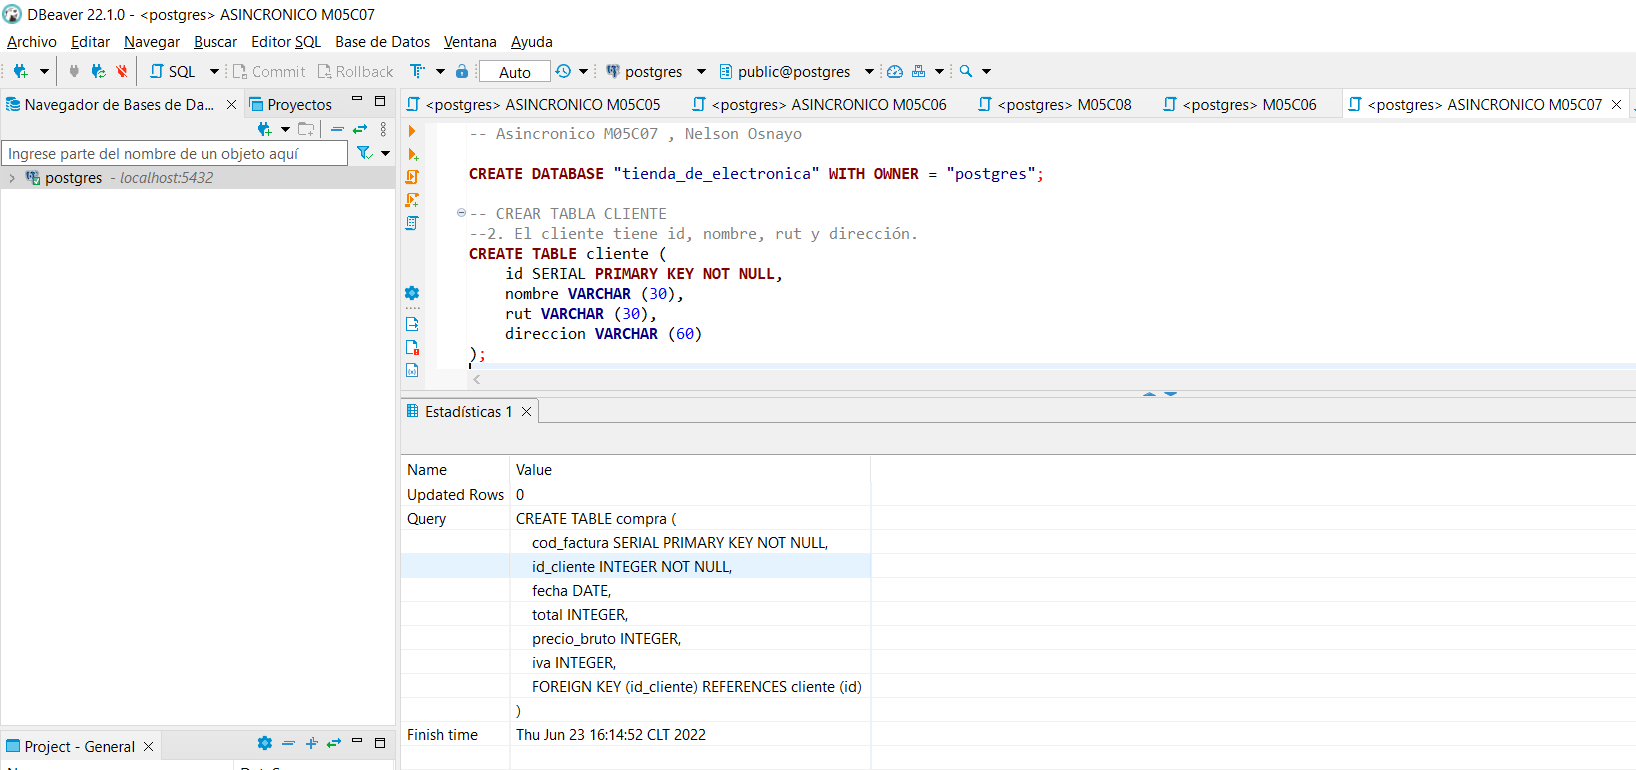 DBeaver 22.1.0 - <postgres> ASINCRONICO M05C07
Archivo Editar Navegar Buscar Editor SQL Base de Datos Ventana Ayuda
SQL Commit Rollback Auto postgres public@postgres
Navegador de Bases de Da... Proyectos
Ingrese parte del nombre de un objeto aquí
postgres - localhost:5432
<postgres> ASINCRONICO M05C05 <postgres> ASINCRONICO M05C06 <postgres> M05C08 <postgres> M05C06 <postgres> ASINCRONICO M05C07
-- Asincronico M05C07 , Nelson Osnayo
CREATE DATABASE "tienda_de_electronica" WITH OWNER = "postgres";
-- CREAR TABLA CLIENTE
--2. El cliente tiene id, nombre, rut y dirección.
CREATE TABLE cliente (
id SERIAL PRIMARY KEY NOT NULL,
nombre VARCHAR (30),
rut VARCHAR (30),
direccion VARCHAR (60)
);
Estadísticas 1
Name Value
Updated Rows 0
Query CREATE TABLE compra (
cod_factura SERIAL PRIMARY KEY NOT NULL,
id_cliente INTEGER NOT NULL,
fecha DATE,
total INTEGER,
precio_bruto INTEGER,
iva INTEGER,
FOREIGN KEY (id_cliente) REFERENCES cliente (id)
)
Finish time Thu Jun 23 16:14:52 CLT 2022
Project - General